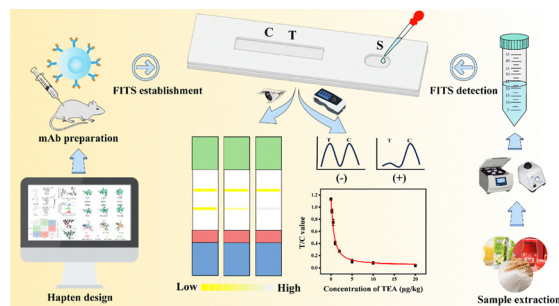 C T
S
FITS establishment
FITS detection
mAb preparation
T C
T C
(-)
(+)
T/C value
1.2
1.0
0.8
0.6
0.4
0.2
0.0
0 5 10 15 20
Concentration of TEA (μg/kg)
Low
High
Hapten design
Sample extraction